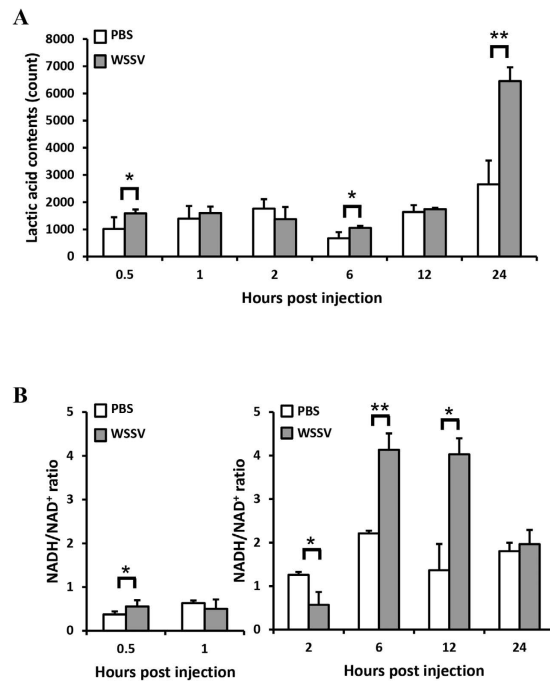 A
PBS
WSSV
Lactic acid contents (count)
8000
7000
6000
5000
4000
3000
2000
1000
0
*
*
**
0.5 1 2 6 12 24
Hours post injection
B
PBS
WSSV
NADH/NAD⁺ ratio
5
4
3
2
1
0
*
0.5 1
Hours post injection
PBS
WSSV
NADH/NAD⁺ ratio
5
4
3
2
1
0
*
**
*
2 6 12 24
Hours post injection